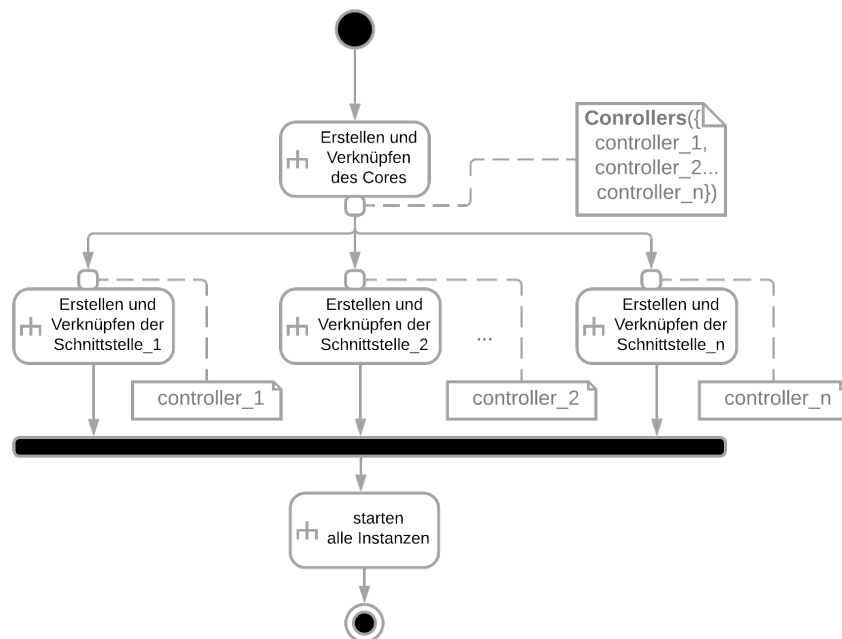 Erstellen und
Verknüpfen
des Cores
Conrollers({
controller_1,
controller_2...
controller_n})
Erstellen und
Verknüpfen der
Schnittstelle_1
Erstellen und
Verknüpfen der
Schnittstelle_2
...
Erstellen und
Verknüpfen der
Schnittstelle_n
controller_1
controller_2
controller_n
starten
alle Instanzen